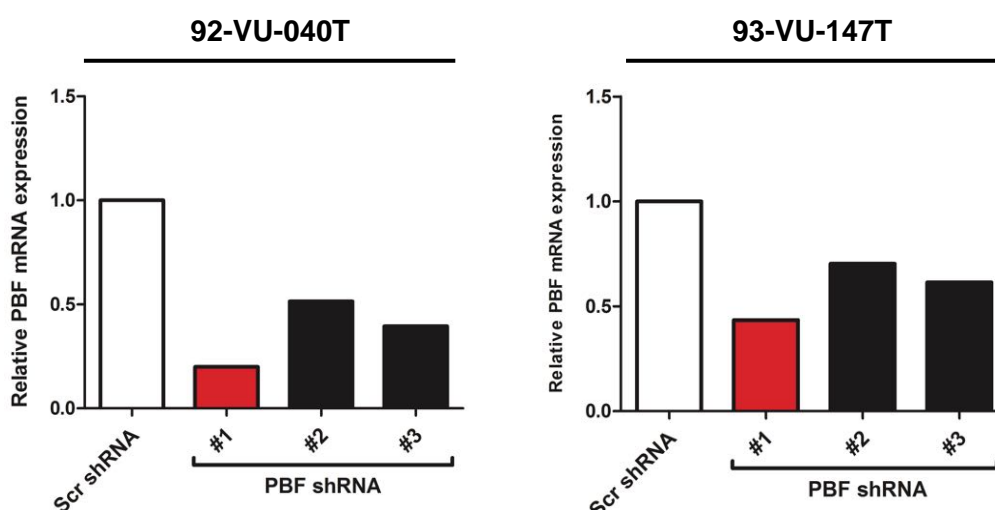 92-VU-040T
Relative PBF mRNA expression
1.5
1.0
0.5
0.0
Scr shRNA
#1
#2
#3
PBF shRNA
93-VU-147T
Relative PBF mRNA expression
1.5
1.0
0.5
0.0
Scr shRNA
#1
#2
#3
PBF shRNA